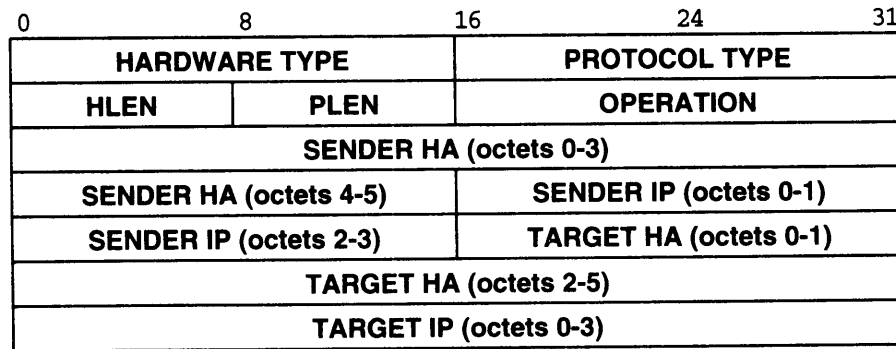 0 8 16 24 31
HARDWARE TYPE PROTOCOL TYPE
HLEN PLEN OPERATION
SENDER HA (octets 0-3)
SENDER HA (octets 4-5) SENDER IP (octets 0-1)
SENDER IP (octets 2-3) TARGET HA (octets 0-1)
TARGET HA (octets 2-5)
TARGET IP (octets 0-3)